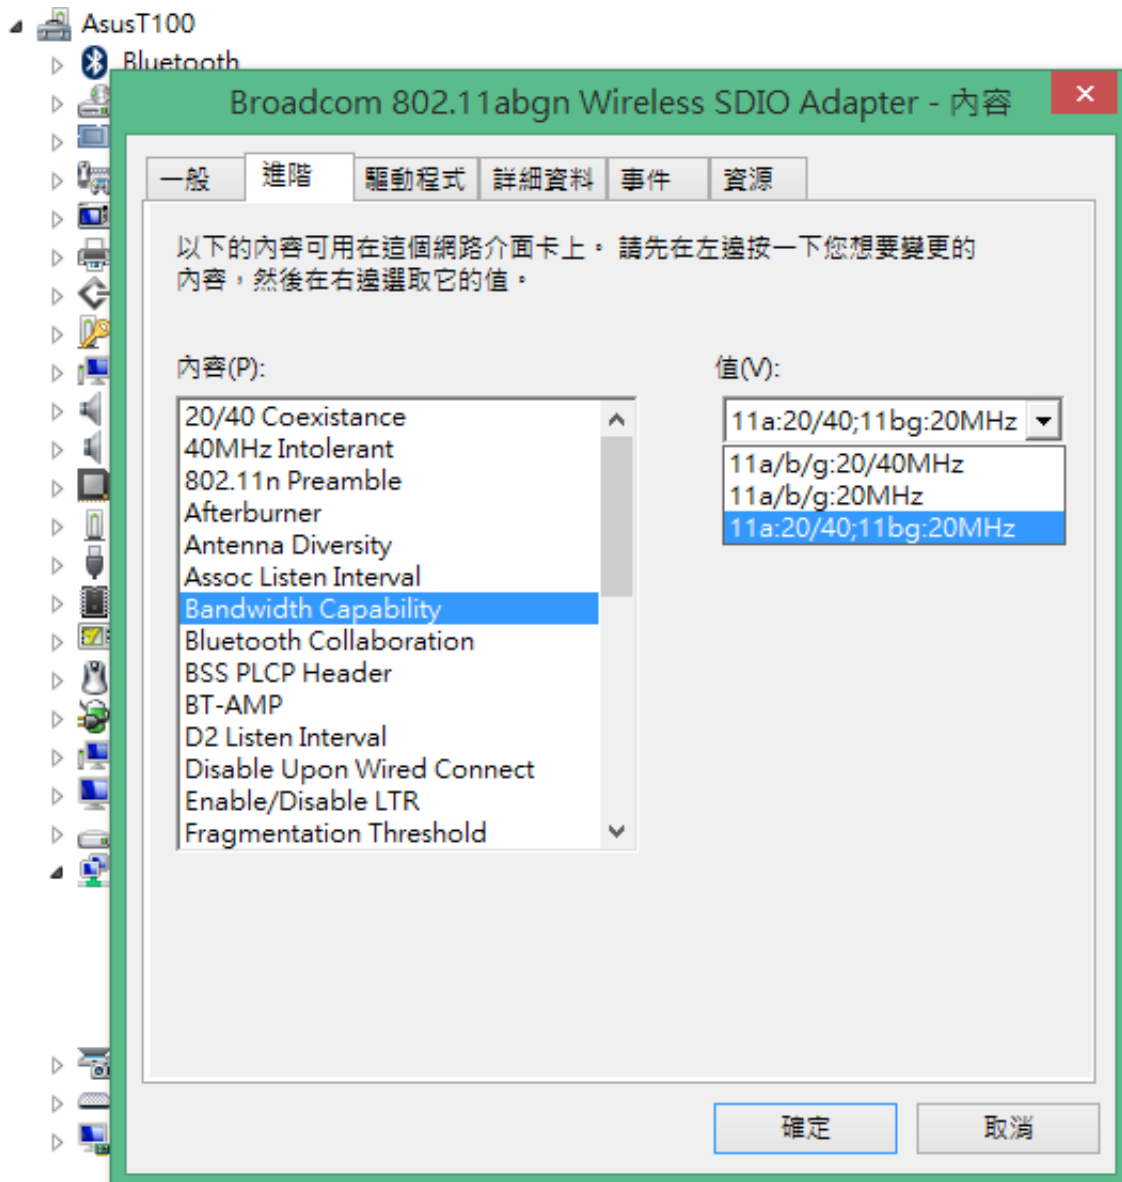 AsusT100
Bluetooth
Broadcom 802.11abgn Wireless SDIO Adapter - 內容
一般
進階
驅動程式
詳細資料
事件
資源
以下的內容可用在這個網路介面卡上。 請先在左邊按一下您想要變更的
內容，然後在右邊選取它的值。
內容(P):
值(V):
20/40 Coexistance
40MHz Intolerant
802.11n Preamble
Afterburner
Antenna Diversity
Assoc Listen Interval
Bandwidth Capability
Bluetooth Collaboration
BSS PLCP Header
BT-AMP
D2 Listen Interval
Disable Upon Wired Connect
Enable/Disable LTR
Fragmentation Threshold
11a:20/40;11bg:20MHz
11a/b/g:20/40MHz
11a/b/g:20MHz
11a:20/40;11bg:20MHz
確定
取消